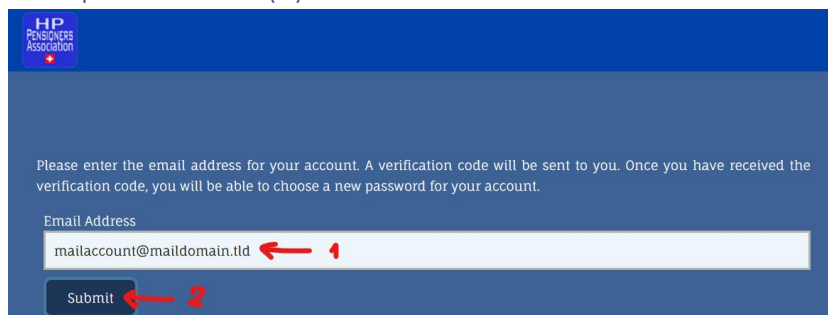 HP
PENSIONERS
Association
Please enter the email address for your account. A verification code will be sent to you. Once you have received the
verification code, you will be able to choose a new password for your account.
Email Address
mailaccount@maildomain.tld 1
Submit 2